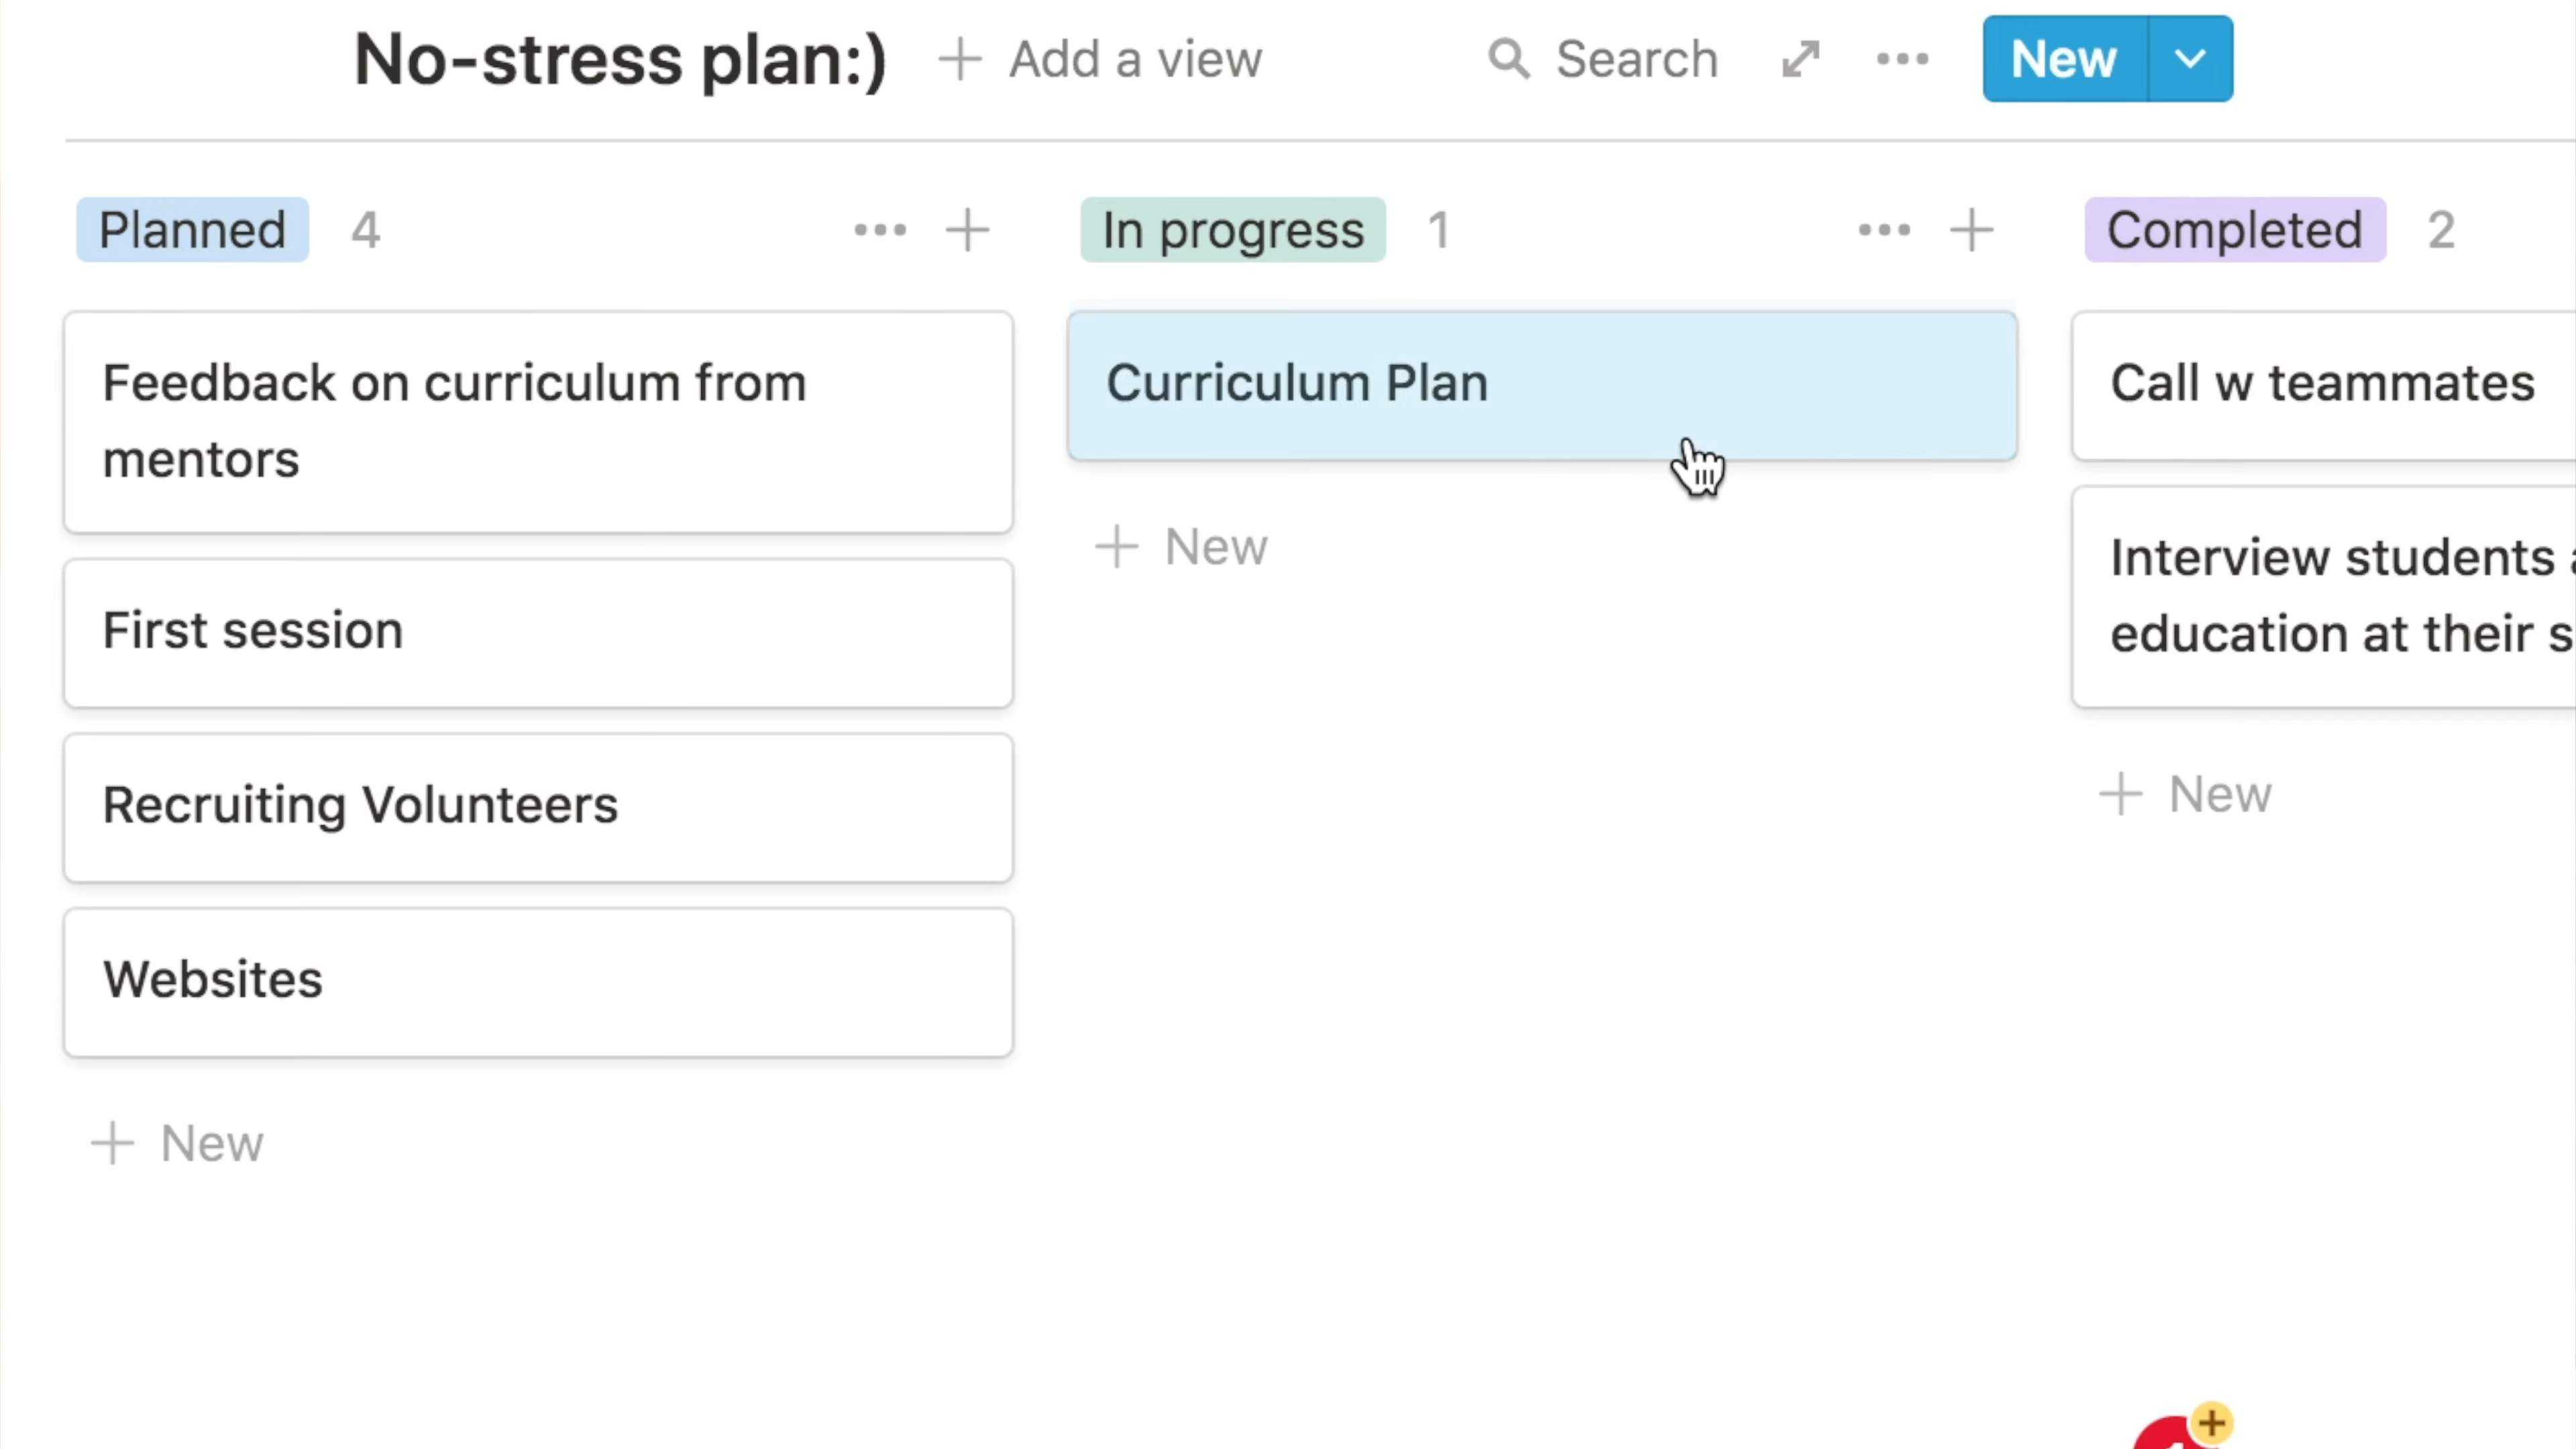 No-stress plan:) + Add a view Search New
Planned 4 In progress 1 Completed 2
Feedback on curriculum from
mentors
First session
Recruiting Volunteers
Websites
+ New
Curriculum Plan
+ New
Call w teammates
Interview students
education at their
+ New